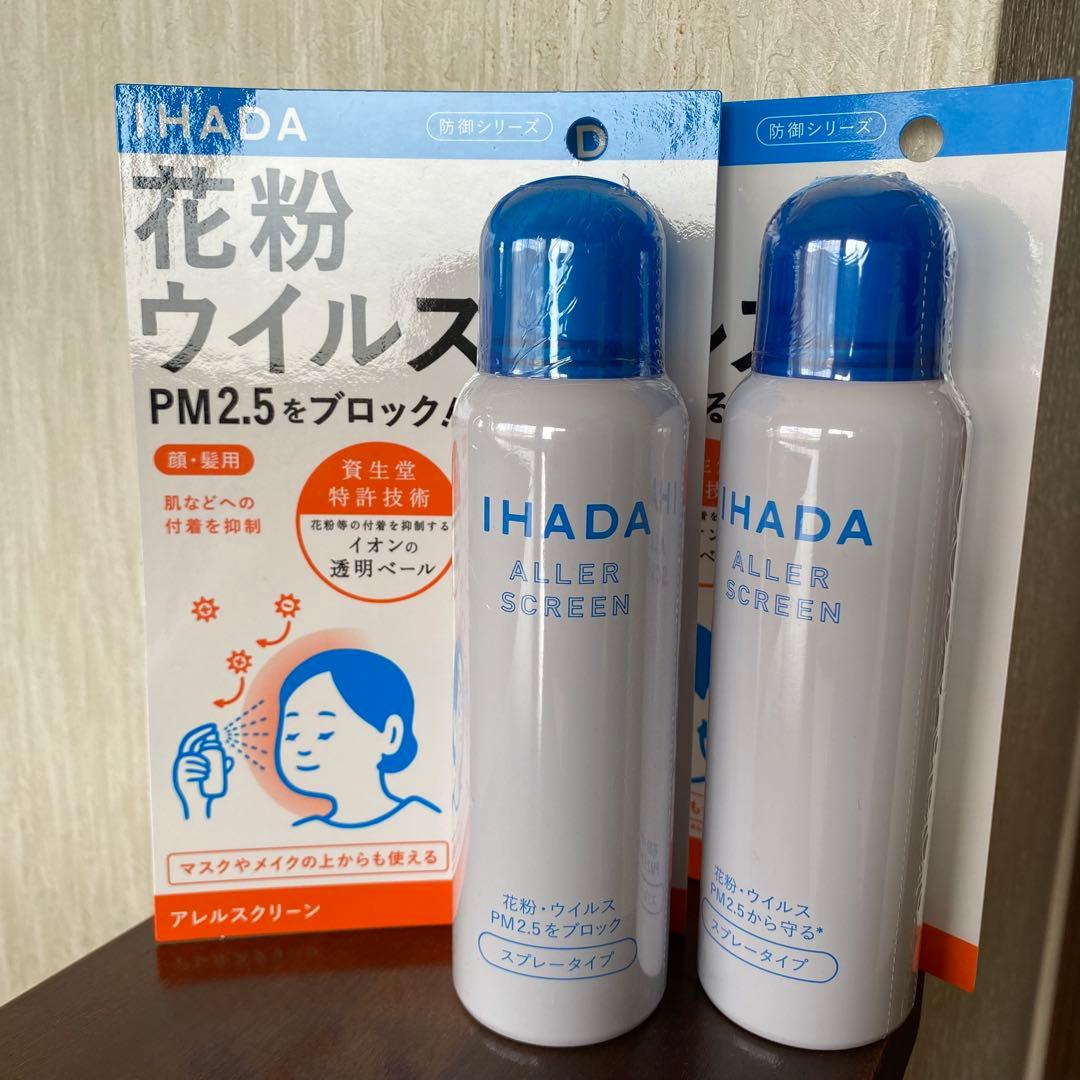 IHADA
防御シリーズ
D
花粉
ウイルス
PM2.5をブロック!
顔・髪用
肌などへの
付着を抑制
資生堂
特許技術
花粉等の付着を抑制する
イオンの
透明ベール
マスクやメイクの上からも使える
アレルスクリーン
IHADA
ALLER
SCREEN
花粉・ウイルス
PM2.5をブロック
スプレータイプ
防御シリーズ
る
IHADA
ALLER
SCREEN
花粉・ウイルス
PM2.5から守る*
スプレータイプ